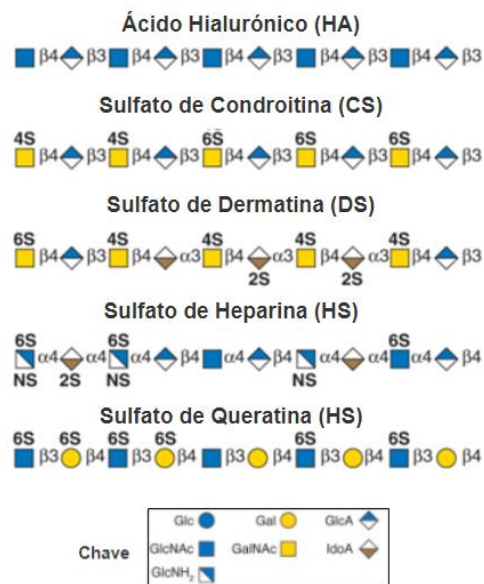 Ácido Hialurónico (HA)
β4 β3 β4 β3 β4 β3 β4 β3 β4 β3
Sulfato de Condroitina (CS)
4S 4S 6S 6S 6S
β4 β3 β4 β3 β4 β3 β4 β3 β4 β3
Sulfato de Dermatina (DS)
6S 4S 4S 4S 4S
β4 β3 β4 α3 β4 α3 β4 α3 β4 β3
2S 2S
Sulfato de Heparina (HS)
6S 6S 6S
α4 α4 α4 β4 α4 β4 α4 α4 α4 β4
NS 2S NS NS
Sulfato de Queratina (HS)
6S 6S 6S 6S 6S 6S
β3 β4 β3 β4 β3 β4 β3 β4 β3 β4
Glc Gal GlcA
Chave GlcNAc GalNAc IdoA
GlcNH₂